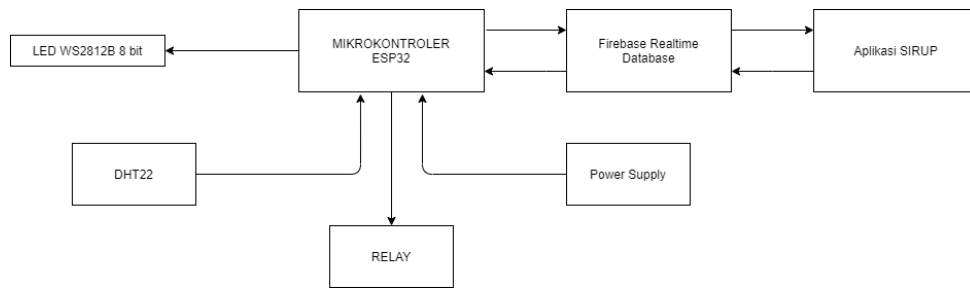 LED WS2812B 8 bit
MIKROKONTROLER
ESP32
Firebase Realtime
Database
Aplikasi SIRUP
DHT22
Power Supply
RELAY